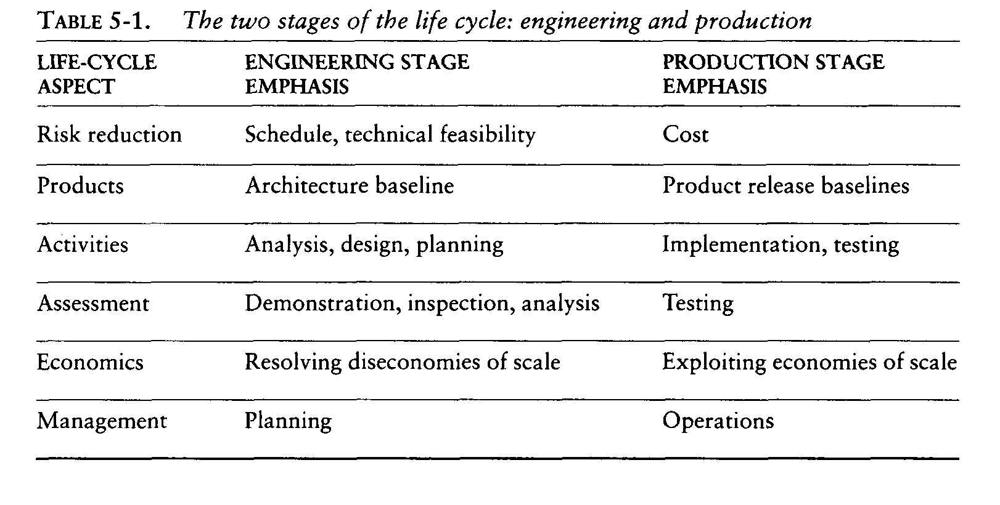 TABLE 5-1. The two stages of the life cycle: engineering and production
LIFE-CYCLE ENGINEERING STAGE PRODUCTION STAGE
ASPECT EMPHASIS EMPHASIS
Risk reduction Schedule, technical feasibility Cost
Products Architecture baseline Product release baselines
Activities Analysis, design, planning Implementation, testing
Assessment Demonstration, inspection, analysis Testing
Economics Resolving diseconomies of scale Exploiting economies of scale
Management Planning Operations